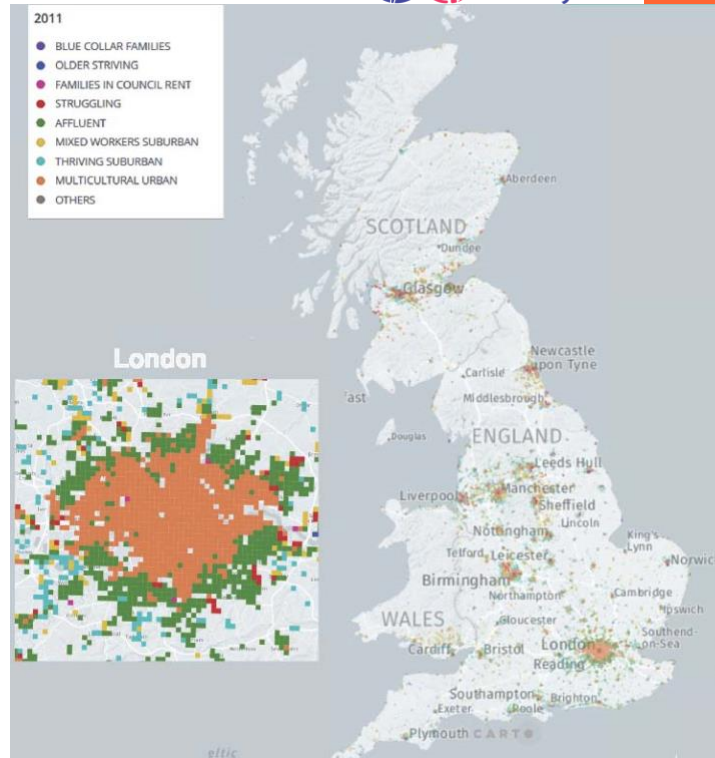 2011
BLUE COLLAR FAMILIES
OLDER STRIVING
FAMILIES IN COUNCIL RENT
STRUGGLING
AFFLUENT
MIXED WORKERS SUBURBAN
THRIVING SUBURBAN
MULTICULTURAL URBAN
OTHERS
Aberdeen
SCOTLAND
Dundee
Glasgow
London
Newcastle
upon Tyne
Carlisle
'ast
Middlesbrough
Douglas
ENGLAND
Leeds Hull
Liverpool
Manchester
Sheffield
Lincoln
Nottingham
King's
Lynn
Telford Leicester
Norwic
Birmingham
Northampton
Cambridge
Ipswich
WALES
Gloucester
Southend-
on-Sea
Cardiff
Bristol
London
Reading
Southampton
Brighton
Exeter
Poole
Plymouth CARTO
eltic